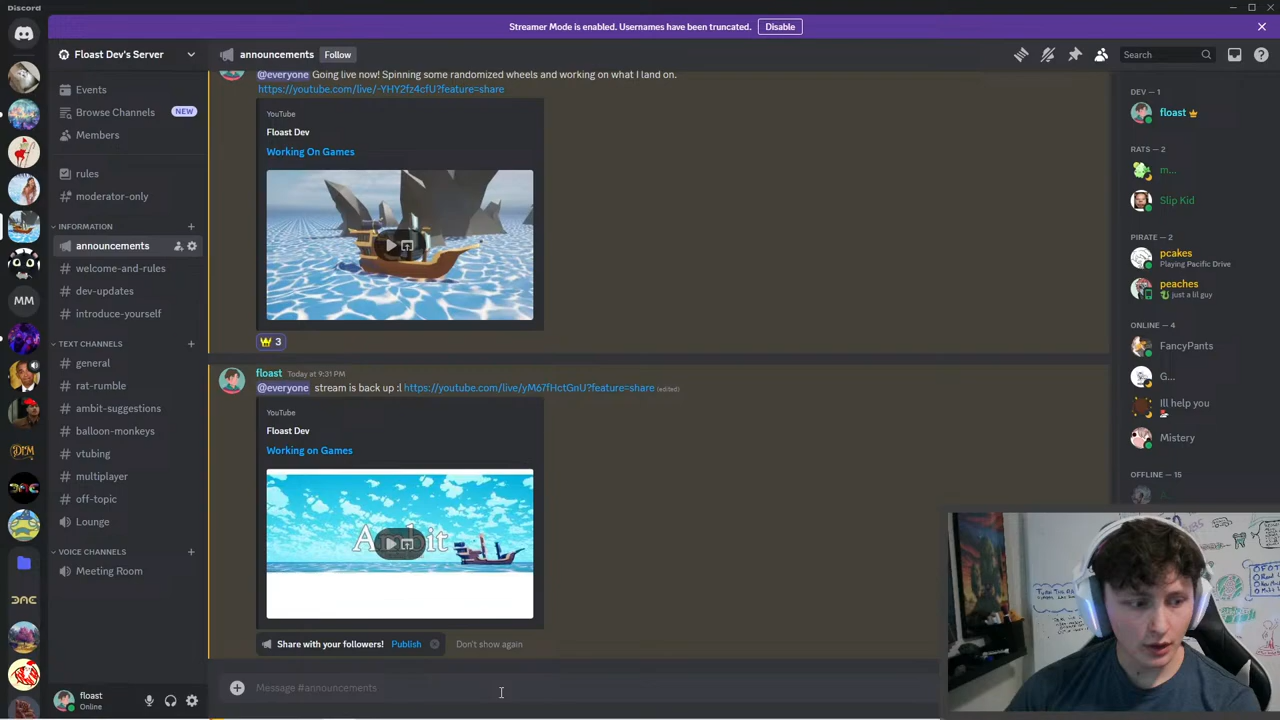 Discord
Streamer Mode is enabled. Usernames have been truncated. Disable
Floast Dev's Server
Events
Browse Channels NEW
Members
rules
moderator-only
INFORMATION
announcements
welcome-and-rules
dev-updates
introduce-yourself
TEXT CHANNELS
general
rat-rumble
ambit-suggestions
balloon-monkeys
vtubing
multiplayer
off-topic
Lounge
VOICE CHANNELS
Meeting Room
floast
Online
MM
announcements Follow
Search
@everyone Going live now! Spinning some randomized wheels and working on what I land on.
https://youtube.com/live/-YHY2fz4cfU?feature=share
YouTube
Floast Dev
Working On Games
3
floast Today at 9:31 PM
@everyone stream is back up :l https://youtube.com/live/yM67fHctGnU?feature=share (edited)
YouTube
Floast Dev
Working on Games
Share with your followers! Publish Don't show again
Message #announcements
DEV — 1
floast
RATS — 2
m...
Slip Kid
PIRATE — 2
pcakes
Playing Pacific Drive
peaches
just a lil guy
ONLINE — 4
FancyPants
G...
Ill help you
Mistery
OFFLINE — 15